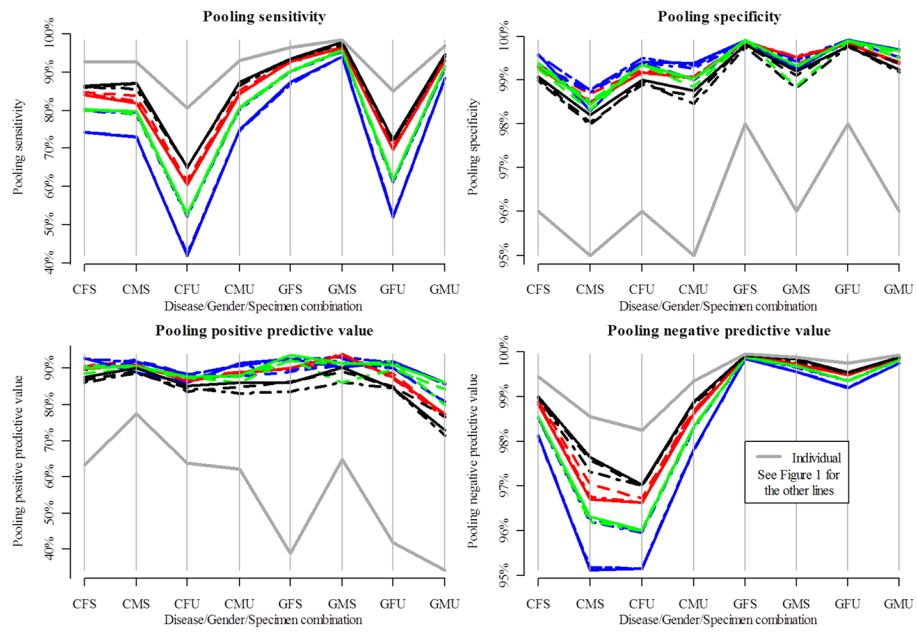 Pooling sensitivity
Pooling sensitivity
100%
90%
80%
70%
60%
50%
40%
CFS CMS CFU CMU GFS GMS GFU GMU
Disease/Gender/Specimen combination
Pooling specificity
Pooling specificity
100%
99%
98%
97%
96%
95%
CFS CMS CFU CMU GFS GMS GFU GMU
Disease/Gender/Specimen combination
Pooling positive predictive value
Pooling positive predictive value
90%
80%
70%
60%
50%
40%
CFS CMS CFU CMU GFS GMS GFU GMU
Disease/Gender/Specimen combination
Pooling negative predictive value
Pooling negative predictive value
100%
99%
98%
97%
96%
95%
Individual
See Figure 1 for
the other lines
CFS CMS CFU CMU GFS GMS GFU GMU
Disease/Gender/Specimen combination